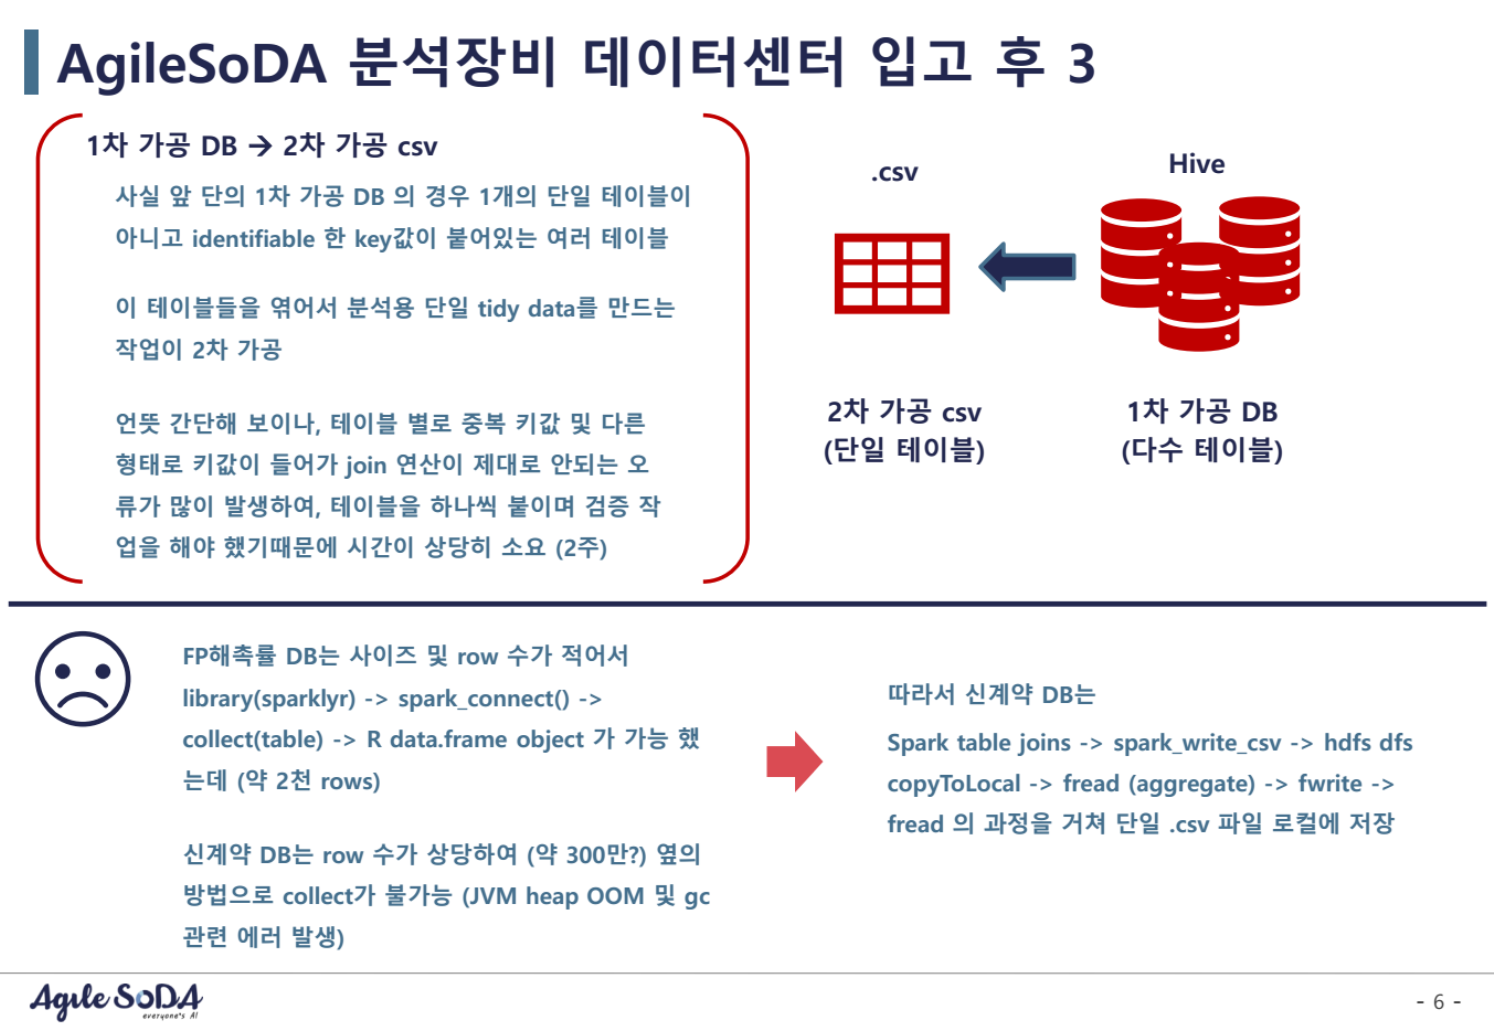 AgileSoDA 분석장비 데이터센터 입고 후 3
1차 가공 DB → 2차 가공 csv
사실 앞 단의 1차 가공 DB 의 경우 1개의 단일 테이블이
아니고 identifiable 한 key값이 붙어있는 여러 테이블
이 테이블들을 엮어서 분석용 단일 tidy data를 만드는
작업이 2차 가공
언뜻 간단해 보이나, 테이블 별로 중복 키값 및 다른
형태로 키값이 들어가 join 연산이 제대로 안되는 오
류가 많이 발생하여, 테이블을 하나씩 붙이며 검증 작
업을 해야 했기때문에 시간이 상당히 소요 (2주)
.csv
Hive
2차 가공 csv
(단일 테이블)
1차 가공 DB
(다수 테이블)
FP해촉률 DB는 사이즈 및 row 수가 적어서
library(sparklyr) -> spark_connect() ->
collect(table) -> R data.frame object 가 가능 했
는데 (약 2천 rows)
신계약 DB는 row 수가 상당하여 (약 300만?) 옆의
방법으로 collect가 불가능 (JVM heap OOM 및 gc
관련 에러 발생)
따라서 신계약 DB는
Spark table joins -> spark_write_csv -> hdfs dfs
copyToLocal -> fread (aggregate) -> fwrite ->
fread 의 과정을 거쳐 단일 .csv 파일 로컬에 저장
Agile SoDA
everyone's AI
- 6 -